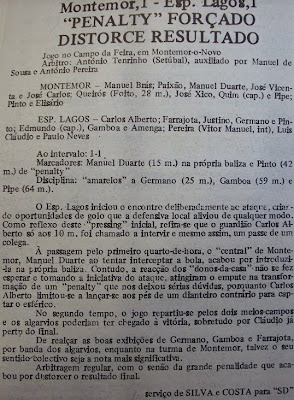 Montemor,1 - Esp. Lagos,1
"PENALTY" FORÇADO
DISTORCE RESULTADO
Jogo no Campo da Feira, em Montemor-o-Novo
Arbitro: António Tenrinho (Setúbal), auxiliado por Manuel de
Sousa e António Pereira
MONTEMOR — Manuel Bris; Paixão, Manuel Duarte, José Vicen-
ta e José Carlos; Queirós (Foito, 28 m.), José Xico, Quim (cap.) e Pipe;
Pinto e Elisário
ESP. LAGOS — Carlos Alberto; Farrajota, Justino, Germano e Pin-
to; Edmundo (cap.), Gamboa e Amenga; Pereira (Vitor Manuel, int), Luís
Cláudio e Paulo Neves
Ao Intervalo: 1-1
Marcadores: Manuel Duarte (15 m.) na própria baliza e Pinto (42
m.) de "penalty"
Disciplina: "amarelos" a Germano (25 m.), Gamboa (59 m.) e
Pipe (64 m.).
O Esp. Lagos iniciou o encontro deliberadamente ao ataque, crian-
do oportunidades de golo que a defensiva local aliviou de qualquer modo.
Como reflexo deste "pressing" inicial, refira-se que o guardião Carlos Al-
berto só aos 10 m. foi chamado a intervir e mesmo assim, um passe de um
colega.
À passagem pelo primeiro quarto-de-hora, o "central" de Monte-
mor, Manuel Duarte ao tentar interceptar a bola, acabou por introduzi-
la na própria baliza. Contudo, a reacção dos "donos-da-casa" não se fez
esperar e tomando a iniciativa do ataque, atingiram o empate na transfor-
mação de um "penalty" que nos deixou sérias dúvidas, porquanto Carlos
Alberto limitou-se a lançar-se aos pés de um dianteiro contrário para cap-
tar o esférico.
No segundo tempo, o jogo repartiu-se pelos dois meios-campos
e os algarvios poderiam ter chegado à vitória, sobretudo por Cláudio já
perto do final.
De realçar as boas exibições de Germano, Gamboa e Farrajota,
por banda dos algarvios, enquanto na turma de Montemor, talvez o seu
sentido colectivo seja a nota mais significativa.
Arbitragem regular, com o senão da grande penalidade que aca-
bou por distorcer o resultado final.
serviço de SILVA e COSTA para "SD"